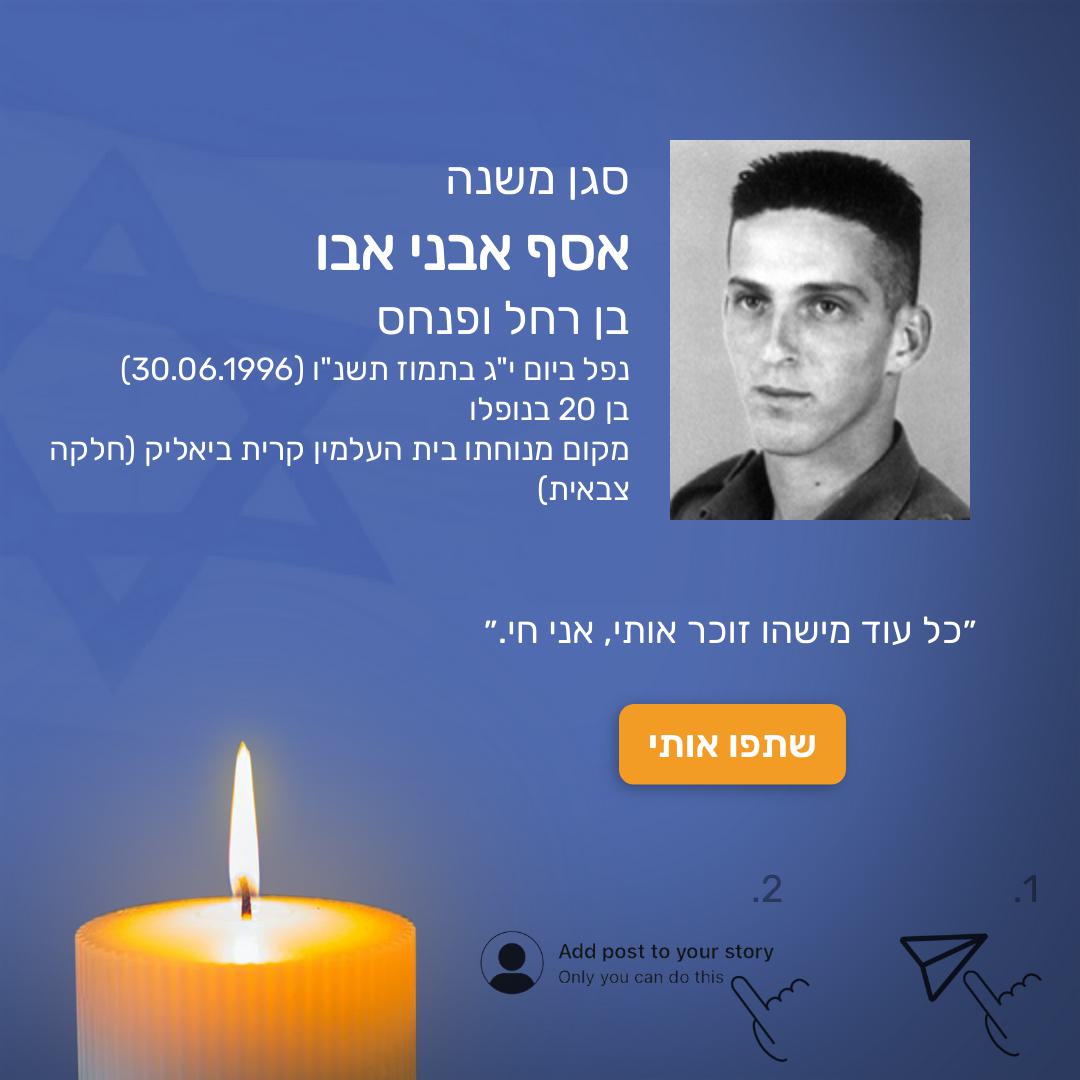 סגן משנה
אסף אבני אבו
בן רחל ופנחס
נפל ביום י"ג בתמוז תשנ"ו (30.06.1996)
בן 20 בנופלו
מקום מנוחתו בית העלמין קרית ביאליק (חלקה
צבאית)
״כל עוד מישהו זוכר אותי, אני חי.״
שתפו אותי
1.
2.
Add post to your story
Only you can do this